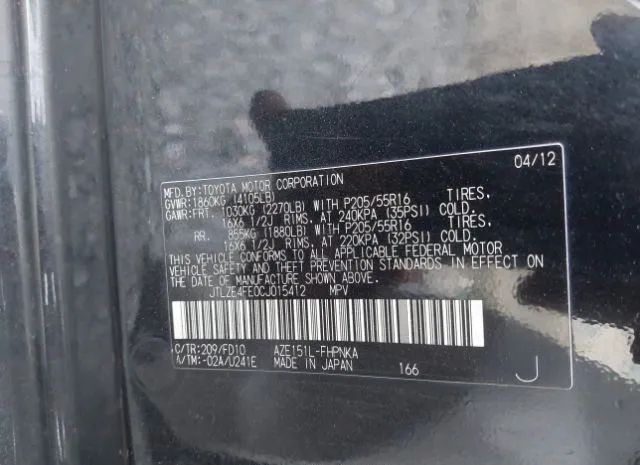 04/12
MFD.BY:TOYOTA MOTOR CORPORATION
GVWR:1860KG (4105LB)
GAWR:FRT. 1030KG (2270LB) WITH P205/55R16 TIRES.
16X6 1/2J RIMS. AT 240KPA (35PSI) COLD.
RR. 855KG (1880LB) WITH P205/55R16 TIRES.
16X6 1/2J RIMS. AT 220KPA (32PSI) COLD.
THIS VEHICLE CONFORMS TO ALL APPLICABLE FEDERAL MOTOR
VEHICLE SAFETY AND THEFT PREVENTION STANDARDS IN EFFECT ON
THE DATE OF MANUFACTURE SHOWN ABOVE.
JTLZE4FE0CJ015412 MPV
C/TR:209/FD10 AZE151L-FHPNKA
A/TM:-02A/U241E MADE IN JAPAN 166 J